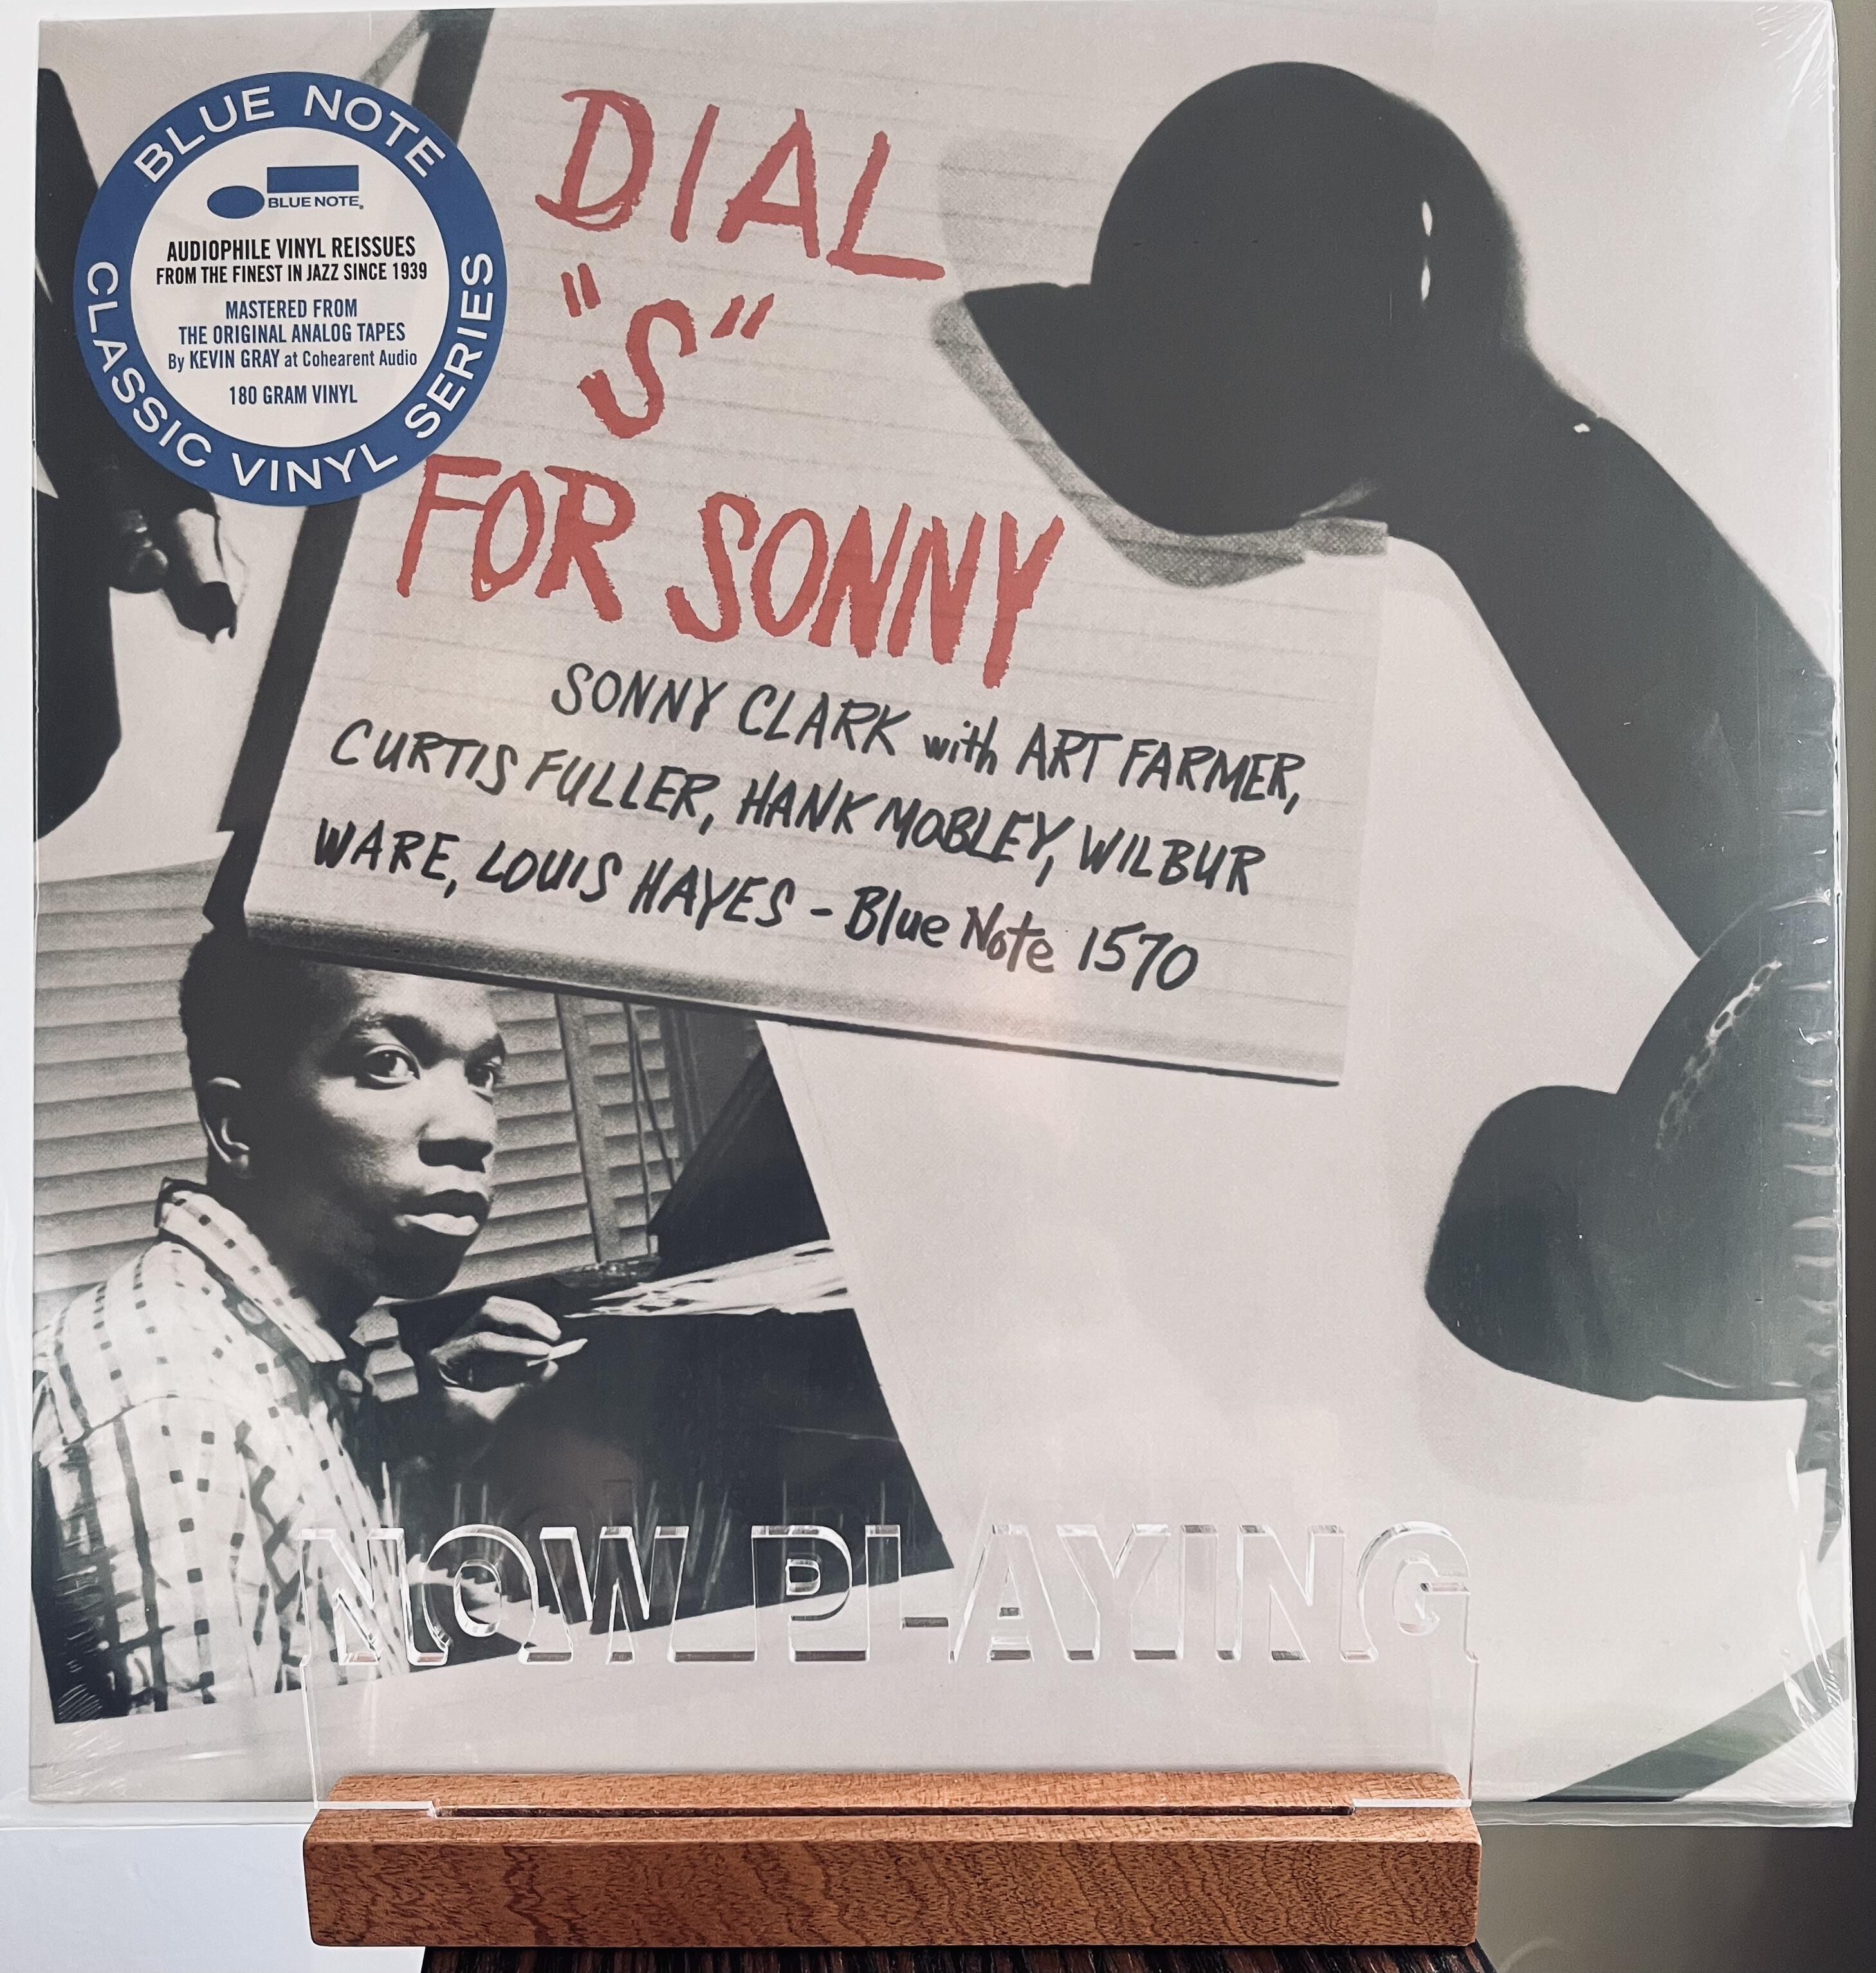 BLUE NOTE
BLUE NOTE
AUDIOPHILE VINYL REISSUES
FROM THE FINEST IN JAZZ SINCE 1939
MASTERED FROM
THE ORIGINAL ANALOG TAPES
By KEVIN GRAY at Cohearent Audio
180 GRAM VINYL
CLASSIC VINYL SERIES
DIAL
"S"
FOR SONNY
SONNY CLARK with ART FARMER,
CURTIS FULLER, HANK MOBLEY, WILBUR
WARE, LOUIS HAYES - Blue Note 1570
NOW PLAYING